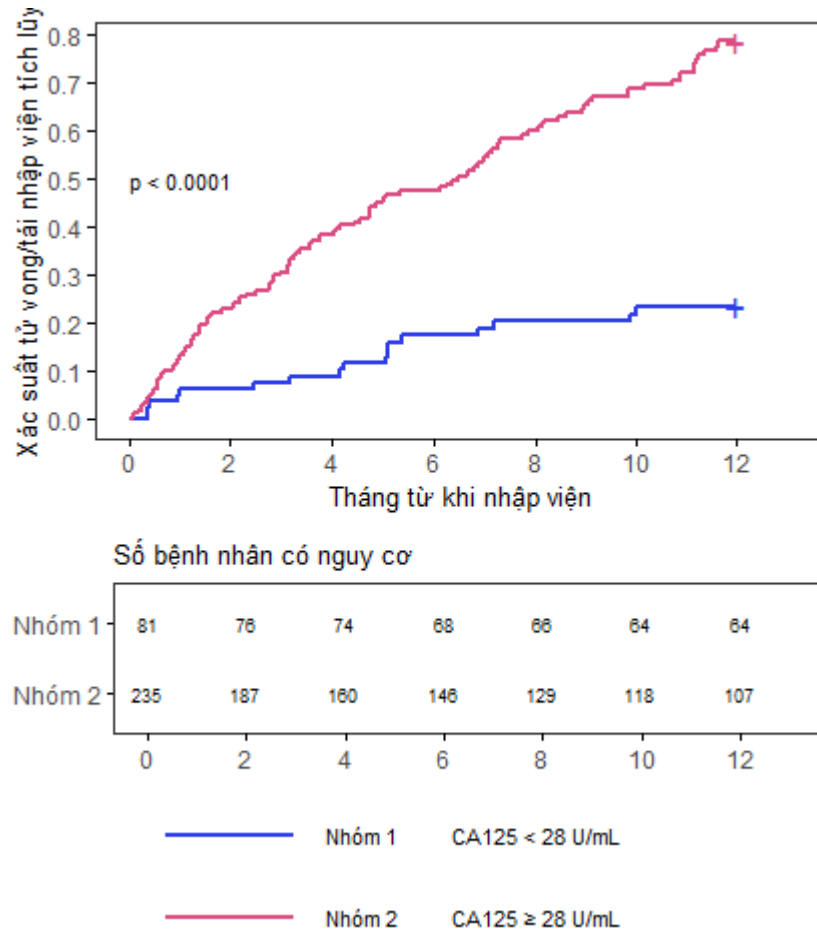 Xác suất tử vong/tái nhập viện tích lũy
0.8
0.7
0.6
0.5
0.4
0.3
0.2
0.1
0.0
p < 0.0001
0 2 4 6 8 10 12
Tháng từ khi nhập viện
Số bệnh nhân có nguy cơ
Nhóm 1 81 76 74 68 66 64 64
Nhóm 2 235 187 160 146 129 118 107
0 2 4 6 8 10 12
Nhóm 1 CA125 < 28 U/mL
Nhóm 2 CA125 ≥ 28 U/mL